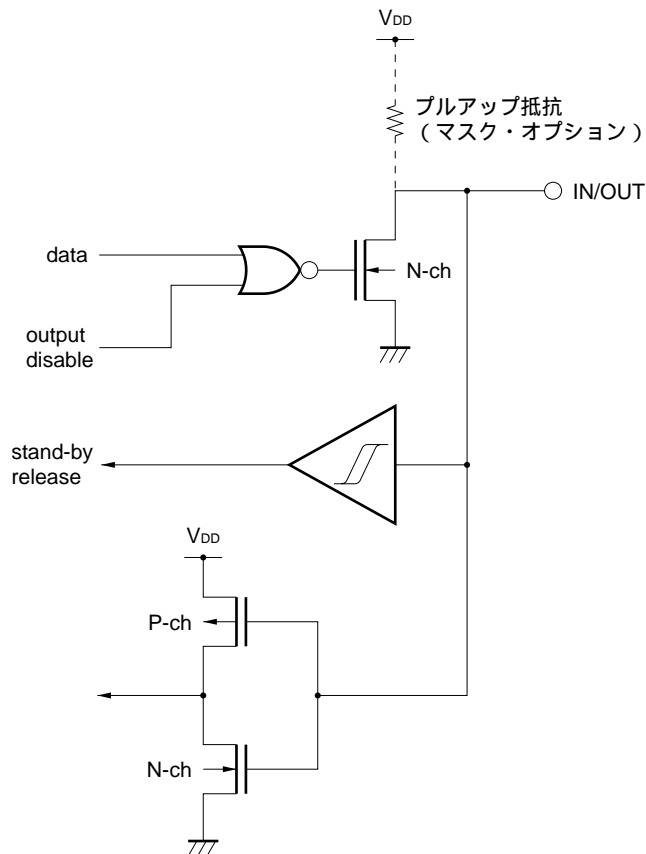 VDD
プルアップ抵抗
（マスク・オプション）
IN/OUT
data
N-ch
output
disable
stand-by
release
VDD
P-ch
N-ch